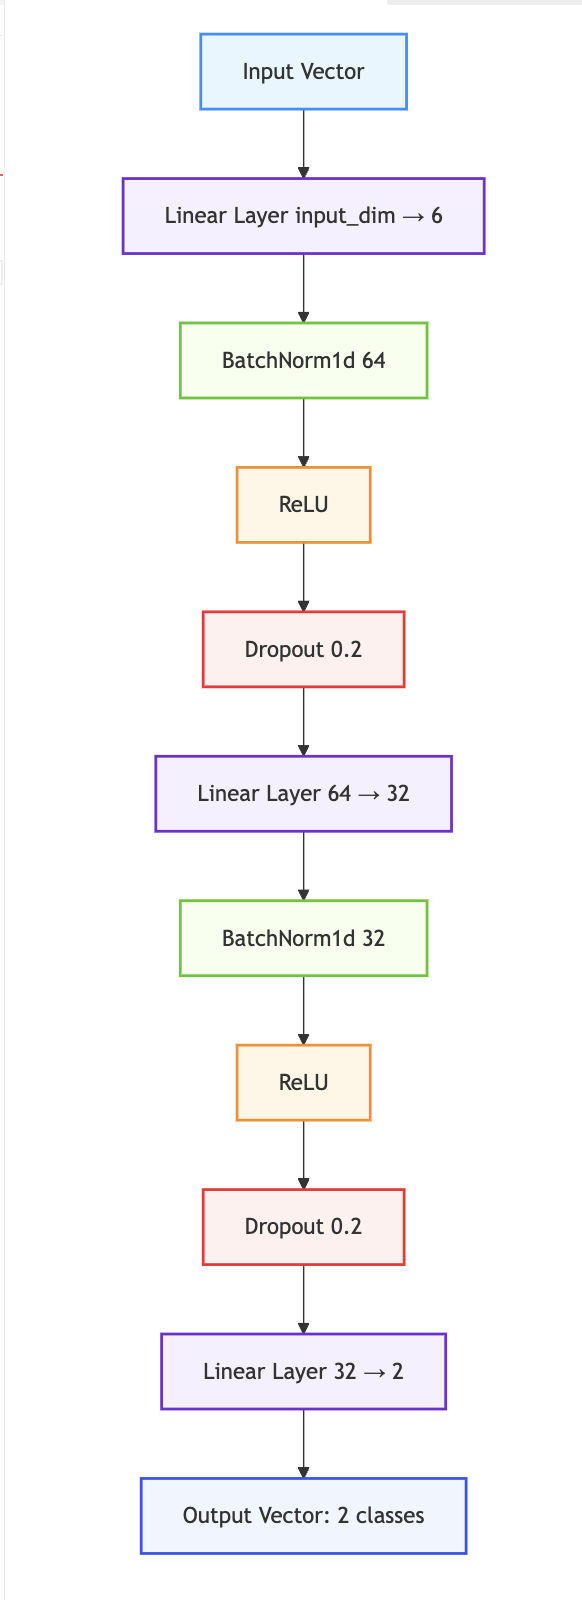 Input Vector
Linear Layer input_dim → 6
BatchNorm1d 64
ReLU
Dropout 0.2
Linear Layer 64 → 32
BatchNorm1d 32
ReLU
Dropout 0.2
Linear Layer 32 → 2
Output Vector: 2 classes